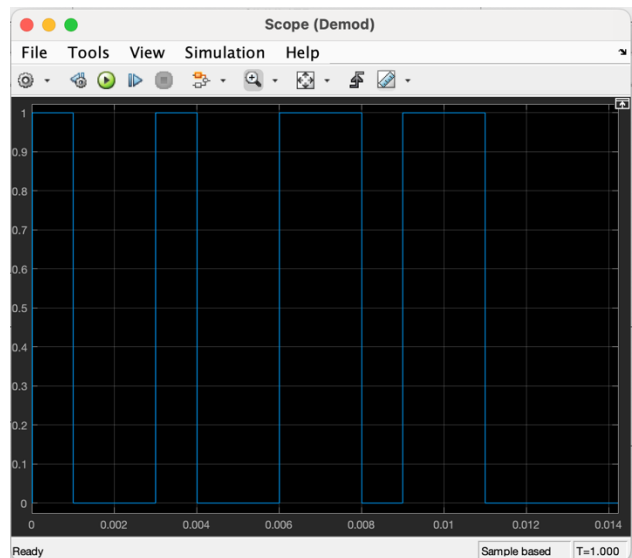 Scope (Demod)
File Tools View Simulation Help
1
0.9
0.8
0.7
0.6
0.5
0.4
0.3
0.2
0.1
0
0 0.002 0.004 0.006 0.008 0.01 0.012 0.014
Ready Sample based T=1.000